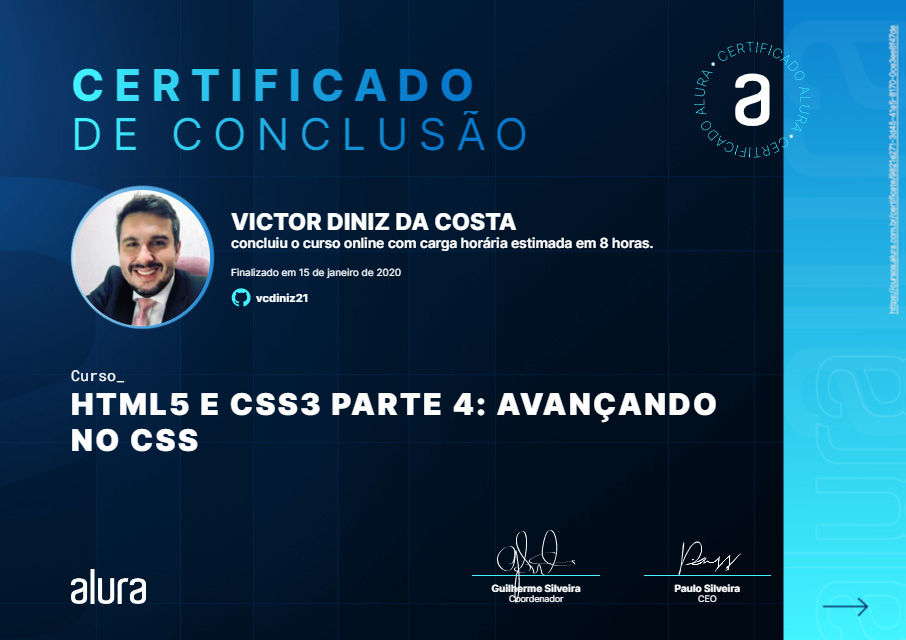 CERTIFICADO
DE CONCLUSÃO
CERTIFICADO ALURA • CERTIFICADO ALURA •
a
VICTOR DINIZ DA COSTA
concluiu o curso online com carga horária estimada em 8 horas.
Finalizado em 15 de janeiro de 2020
vcdiniz21
Curso_
HTML5 E CSS3 PARTE 4: AVANÇANDO
NO CSS
alura
Guilherme Silveira
Coordenador
Paulo Silveira
CEO
alura